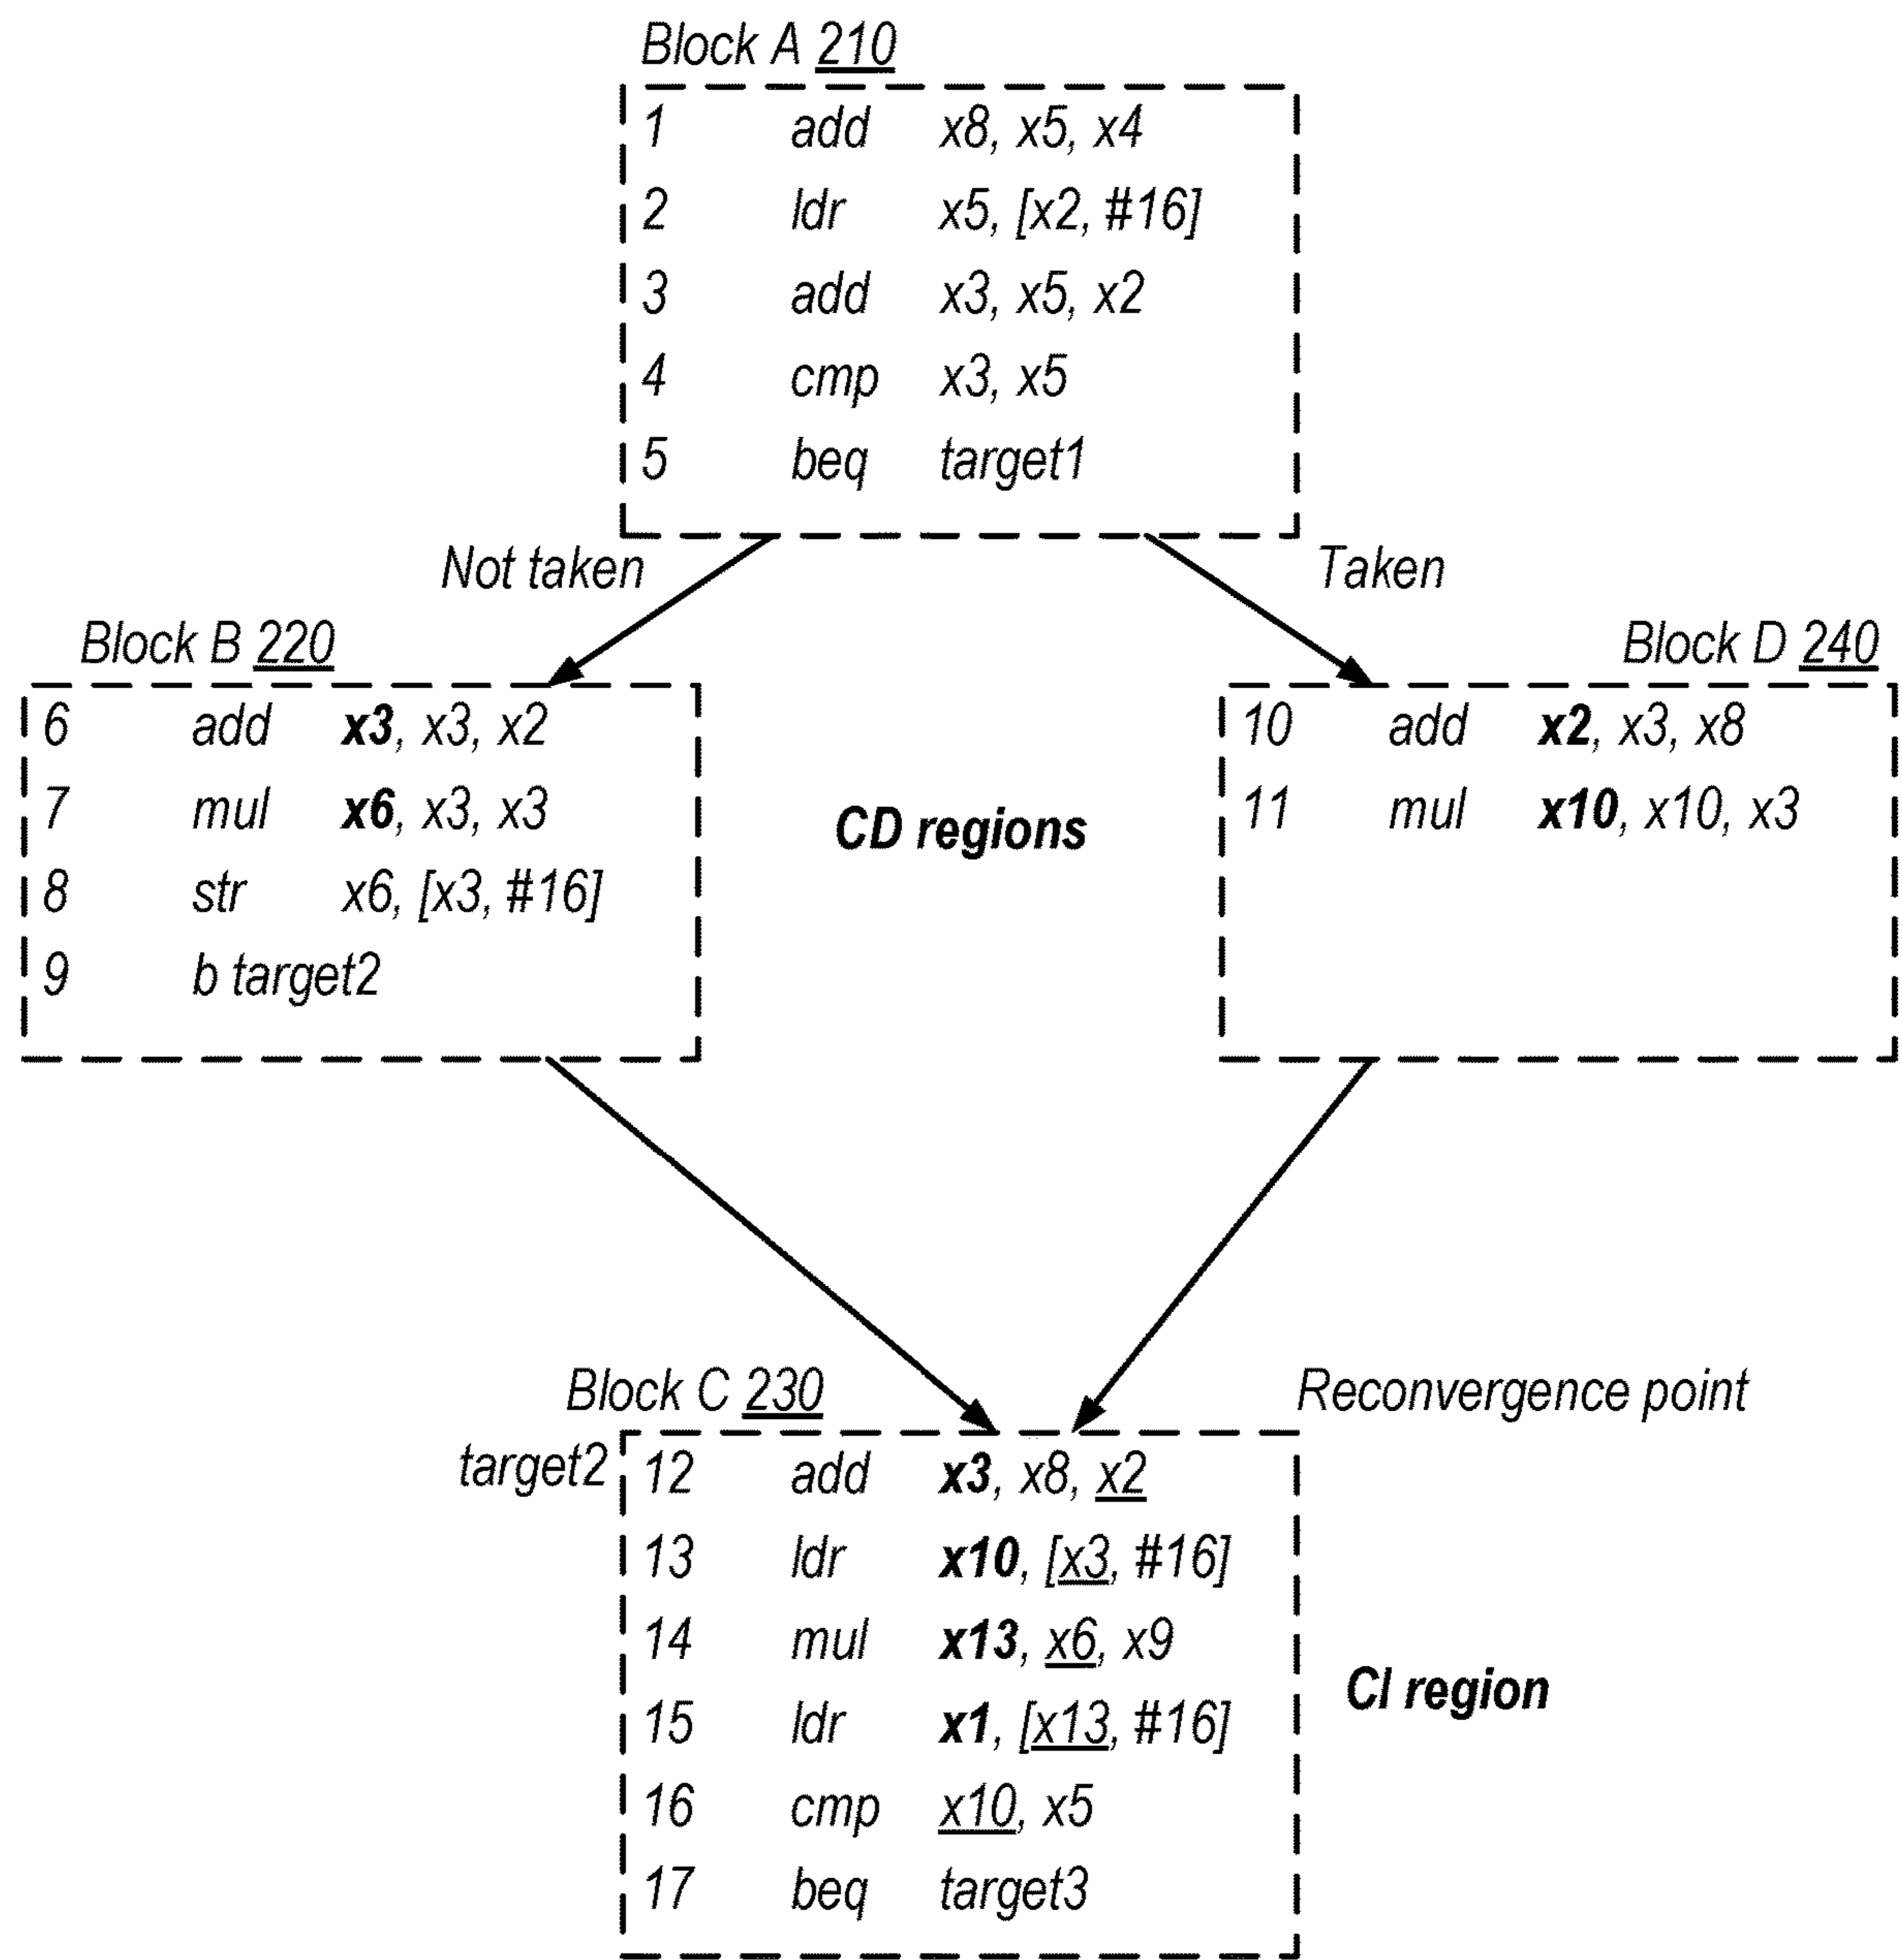 Block A 210
1 add x8, x5, x4
2 ldr x5, [x2, #16]
3 add x3, x5, x2
4 cmp x3, x5
5 beq target1
Not taken
Taken
Block B 220
6 add x3, x3, x2
7 mul x6, x3, x3
8 str x6, [x3, #16]
9 b target2
CD regions
Block D 240
10 add x2, x3, x8
11 mul x10, x10, x3
Block C 230
Reconvergence point
target2
12 add x3, x8, x2
13 ldr x10, [x3, #16]
14 mul x13, x6, x9
15 ldr x1, [x13, #16]
16 cmp x10, x5
17 beq target3
CI region